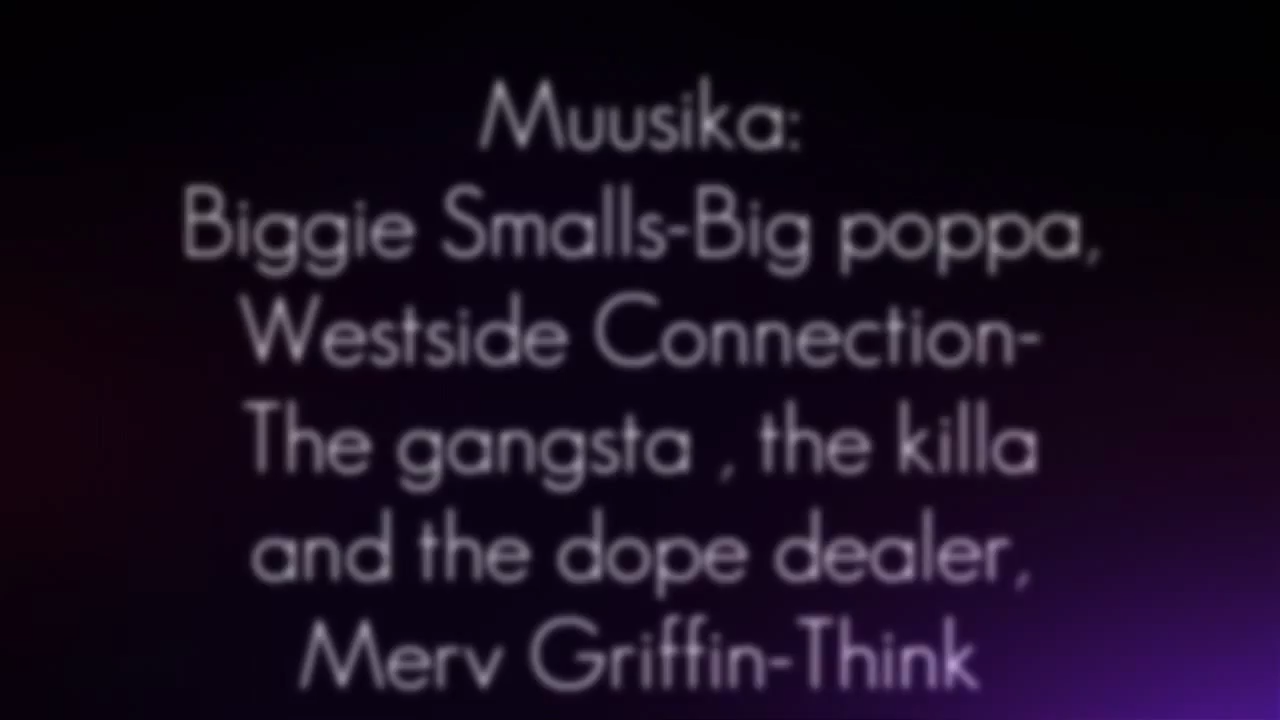 Muusika:
Biggie Smalls-Big poppa,
Westside Connection-
The gangsta , the killa
and the dope dealer,
Merv Griffin-Think